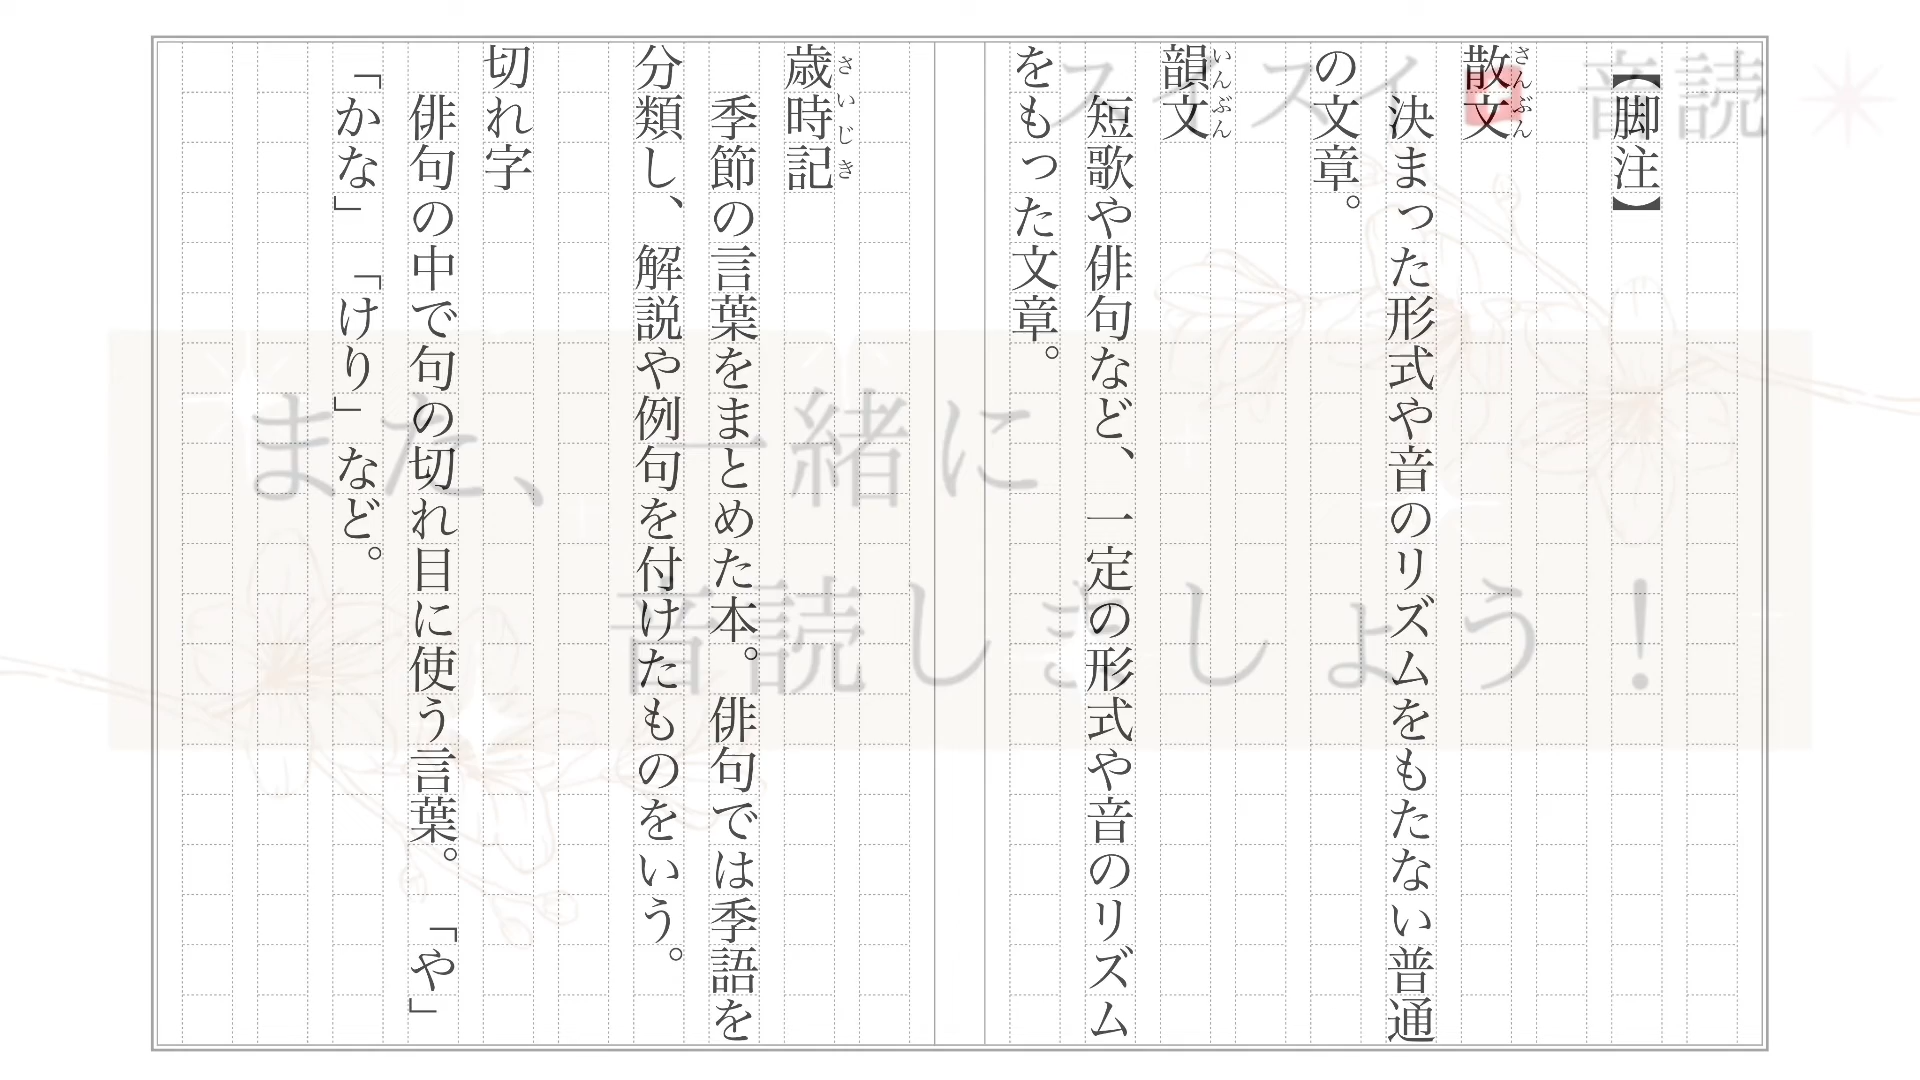 【脚注】
散文
さんぶん
決まった形式や音のリズムをもたない普通
の文章。
韻文
いんぶん
短歌や俳句など、一定の形式や音のリズム
をもった文章。
歳時記
さいじき
季節の言葉をまとめた本。俳句では季語を
分類し、解説や例句を付けたものをいう。
切れ字
俳句の中で句の切れ目に使う言葉。「や」
「かな」「けり」など。
スイスイ音読
また、一緒に
音読しましょう！